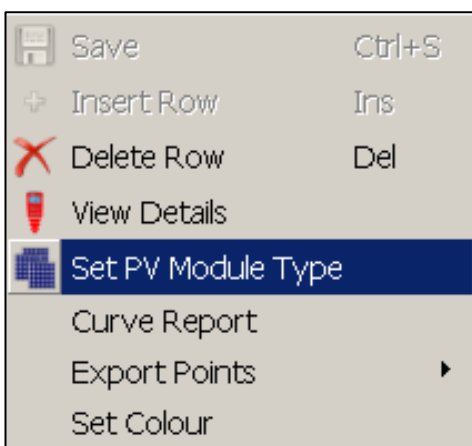 Save Ctrl+S
Insert Row Ins
Delete Row Del
View Details
Set PV Module Type
Curve Report
Export Points
Set Colour